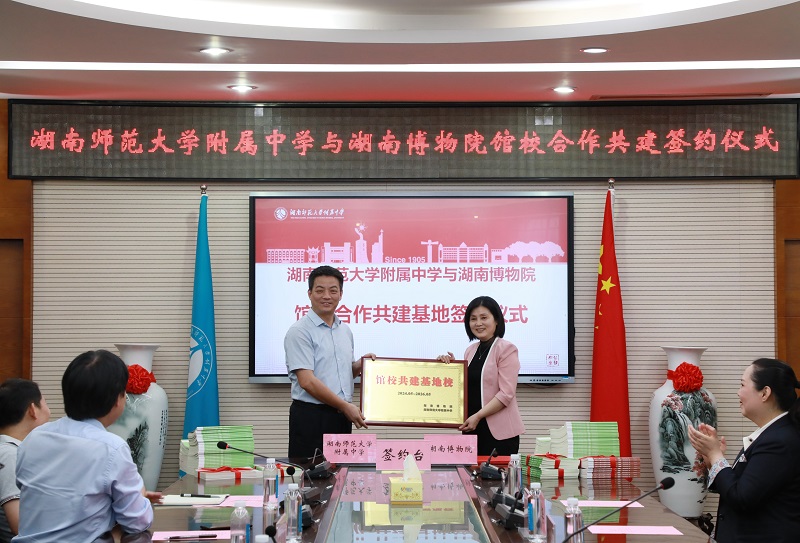 湖南师范大学附属中学与湖南博物院馆校合作共建签约仪式
湖南师范大学附属中学
Since 1905
湖南 范大学附属中学与湖南博物院
馆 合作共建基地签 仪式
馆校共建基地校
湖南师范大学
附属中学
签约台
湖南博物院